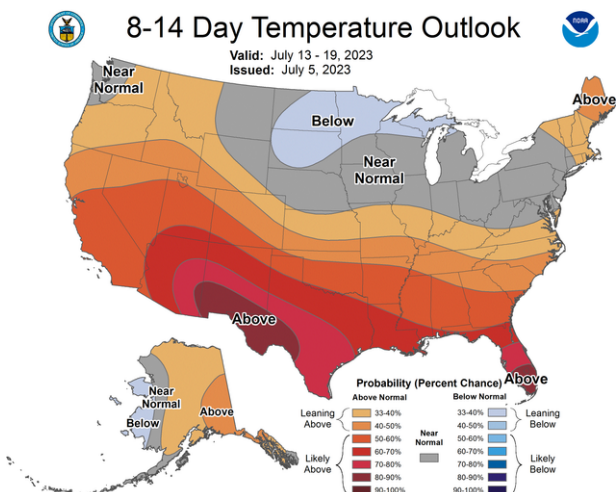 8-14 Day Temperature Outlook
Valid: July 13 - 19, 2023
Issued: July 5, 2023
NOAA
Near
Normal
Below
Above
Near
Normal
Above
Above
Near
Normal
Below
Above
Probability (Percent Chance)
Above Normal
Below Normal
Leaning
Above
33-40%
40-50%
Likely
Above
50-60%
60-70%
70-80%
80-90%
90-100%
Near
Normal
33-40%
40-50%
Leaning
Below
50-60%
60-70%
70-80%
80-90%
90-100%
Likely
Below